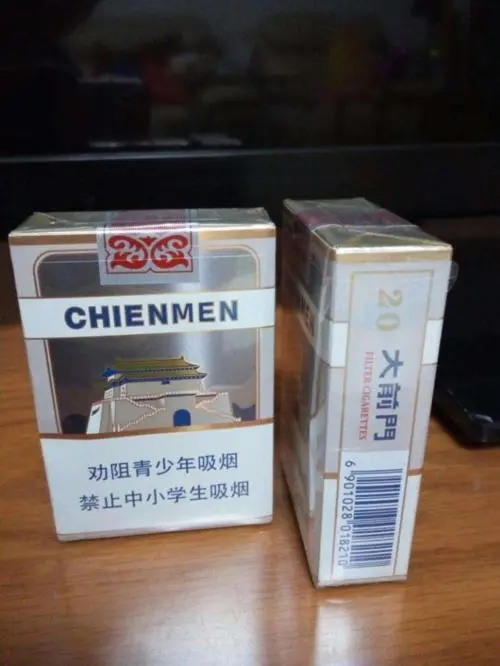 CHIENMEN
劝阻青少年吸烟
禁止中小学生吸烟
20
大前門
FILTER CIGARETTES
6 901028 018210